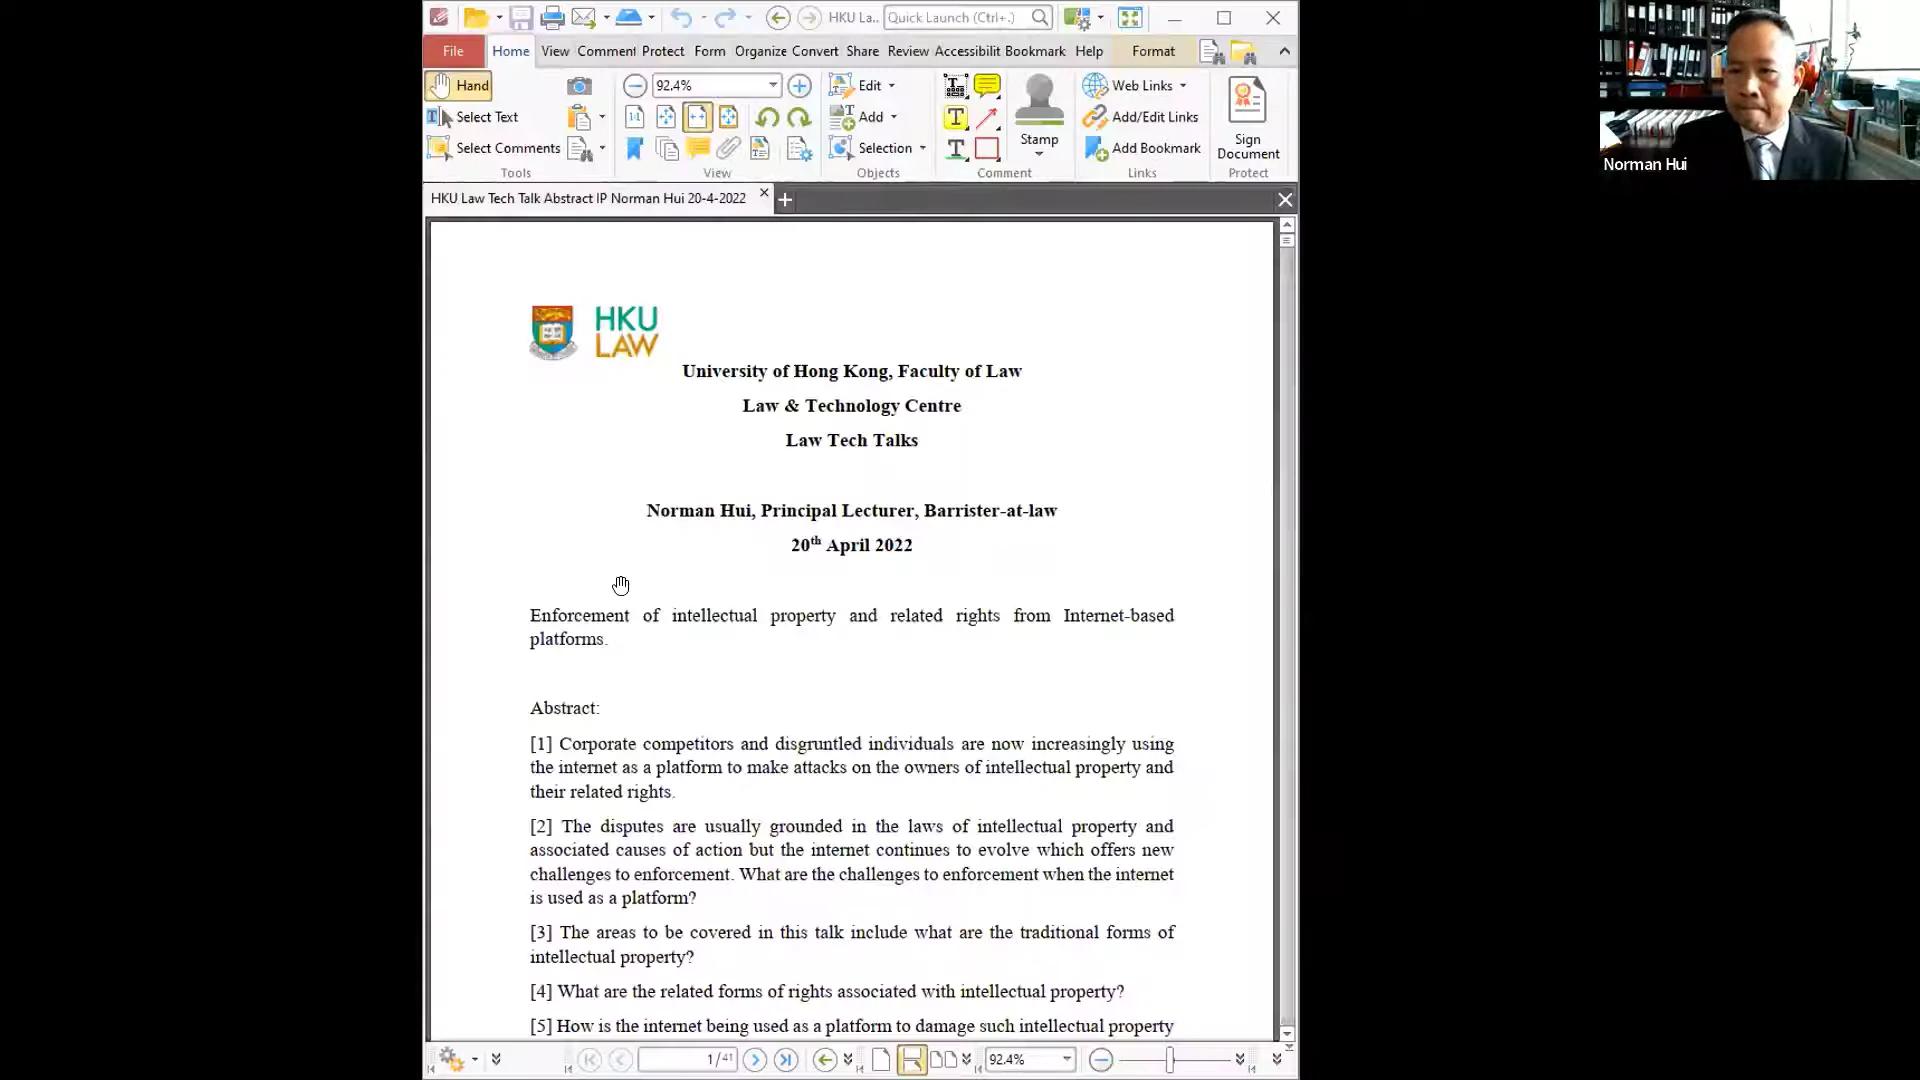 HKU La...
Quick Launch (Ctrl+.)
File Home View Comment Protect Form Organize Convert Share Review Accessibilit Bookmark Help Format
Hand
Select Text
Select Comments
Tools
92.4%
View
Edit
Add
Selection
Objects
Comment
Stamp
Web Links
Add/Edit Links
Add Bookmark
Links
Sign
Document
Protect
HKU Law Tech Talk Abstract IP Norman Hui 20-4-2022
HKU
LAW
University of Hong Kong, Faculty of Law
Law & Technology Centre
Law Tech Talks
Norman Hui, Principal Lecturer, Barrister-at-law
20th April 2022
Enforcement of intellectual property and related rights from Internet-based
platforms.
Abstract:
[1] Corporate competitors and disgruntled individuals are now increasingly using
the internet as a platform to make attacks on the owners of intellectual property and
their related rights.
[2] The disputes are usually grounded in the laws of intellectual property and
associated causes of action but the internet continues to evolve which offers new
challenges to enforcement. What are the challenges to enforcement when the internet
is used as a platform?
[3] The areas to be covered in this talk include what are the traditional forms of
intellectual property?
[4] What are the related forms of rights associated with intellectual property?
[5] How is the internet being used as a platform to damage such intellectual property
1 / 41
92.4%
Norman Hui